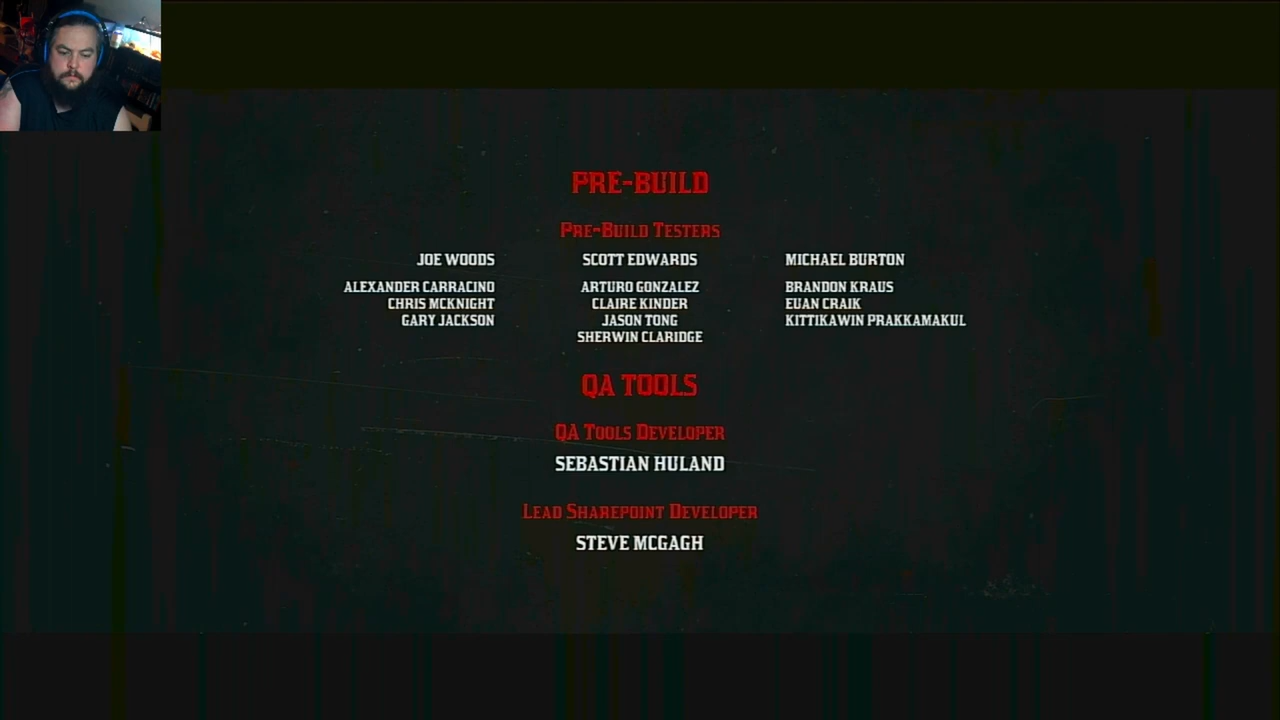 PRE-BUILD
PRE-BUILD TESTERS
JOE WOODS SCOTT EDWARDS MICHAEL BURTON
ALEXANDER CARRACINO ARTURO GONZALEZ BRANDON KRAUS
CHRIS MCKNIGHT CLAIRE KINDER EUAN CRAIK
GARY JACKSON JASON TONG KITTIKAWIN PRAKKAMAKUL
SHERWIN CLARIDGE
QA TOOLS
QA TOOLS DEVELOPER
SEBASTIAN HULAND
LEAD SHAREPOINT DEVELOPER
STEVE MCGAGH